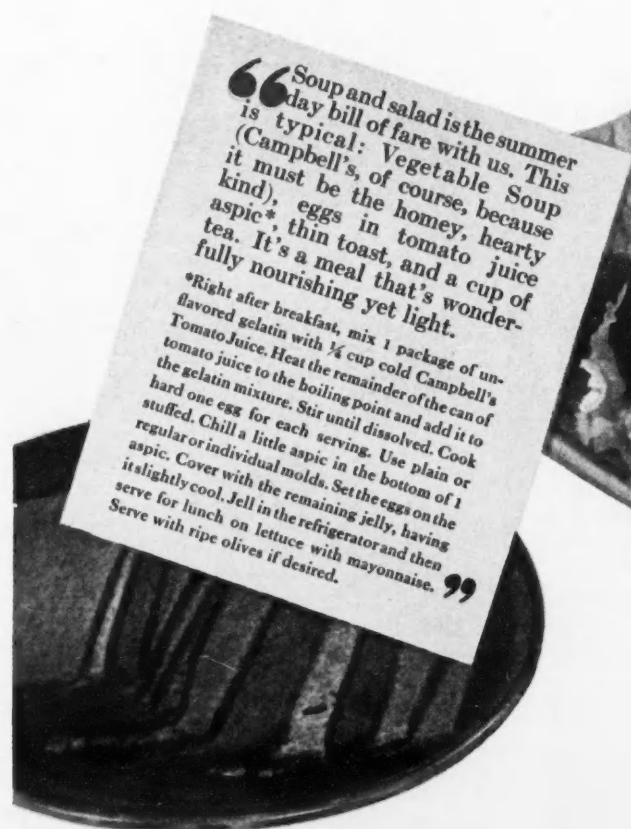 “Soup and salad is the summer
day bill of fare with us. This
is typical: Vegetable Soup
(Campbell's, of course, because
it must be the homey, hearty
kind), eggs in tomato juice
aspic*, thin toast, and a cup of
tea. It's a meal that's wonder-
fully nourishing yet light.
*Right after breakfast, mix 1 package of un-
flavored gelatin with ¼ cup cold Campbell's
Tomato Juice. Heat the remainder of the can of
tomato juice to the boiling point and add it to
the gelatin mixture. Stir until dissolved. Cook
hard one egg for each serving. Use plain or
stuffed. Chill a little aspic in the bottom of 1
regular or individual molds. Set the eggs on the
aspic. Cover with the remaining jelly, having
it slightly cool. Jell in the refrigerator and then
serve for lunch on lettuce with mayonnaise.
Serve with ripe olives if desired.”